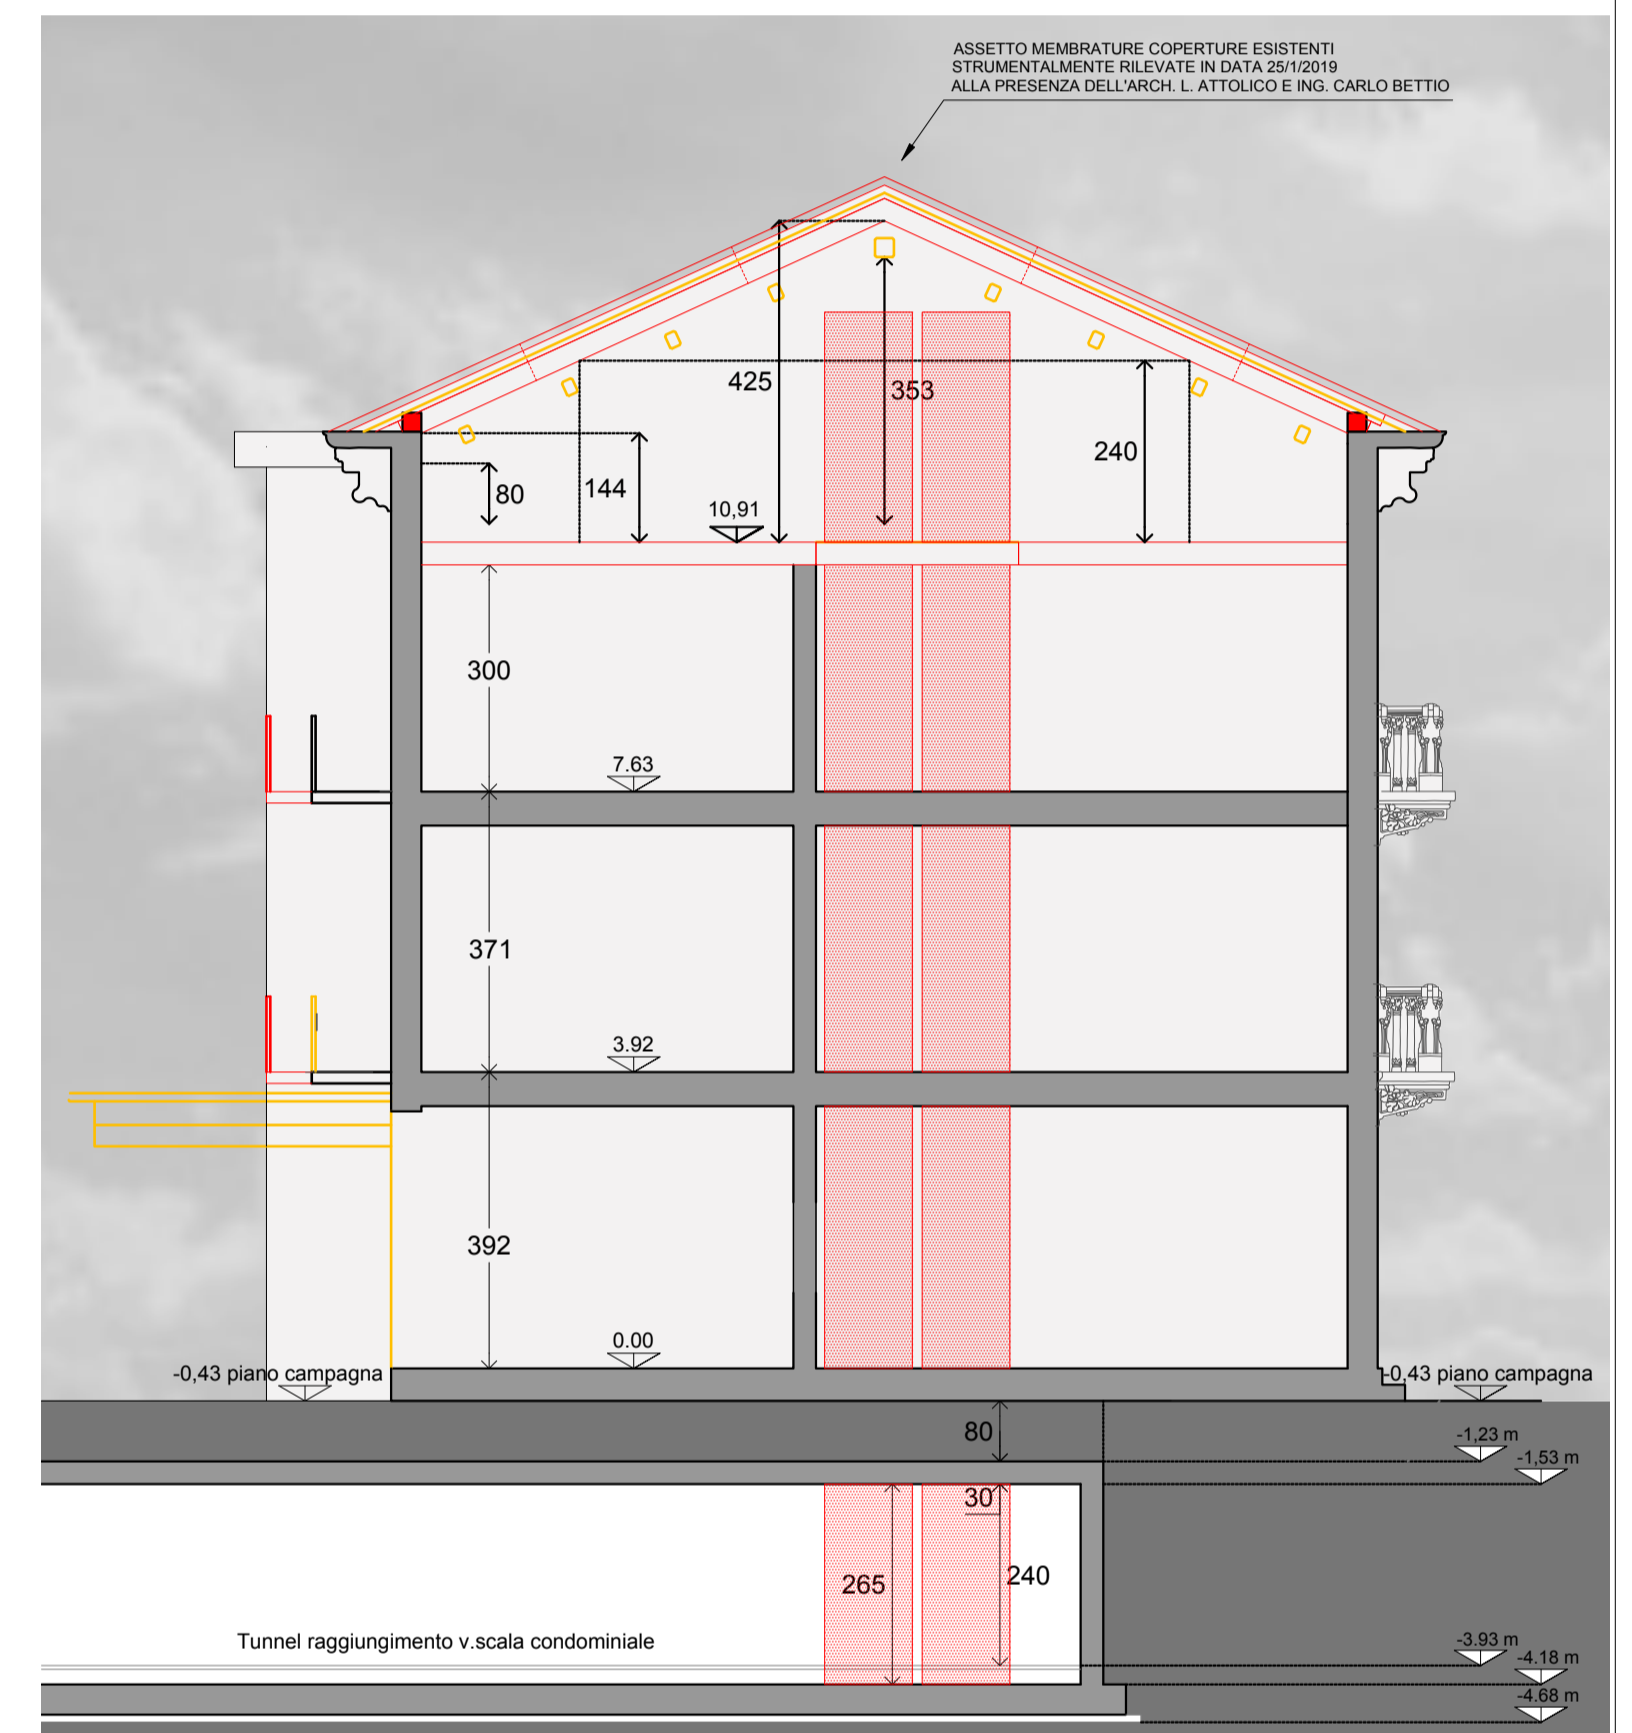 ASSETTO MEMBRATURE COPERTURE ESISTENTI
STRUMENTALMENTE RILEVATE IN DATA 25/1/2019
ALLA PRESENZA DELL'ARCH. L. ATTOLICO E ING. CARLO BETTIO
425
353
240
144
80
10,91
300
7.63
371
3.92
392
0.00
-0,43 piano campagna
-0,43 piano campagna
80
-1,23 m
-1,53 m
30
265
240
Tunnel raggiungimento v.scala condominiale
-3.93 m
-4.18 m
-4.68 m